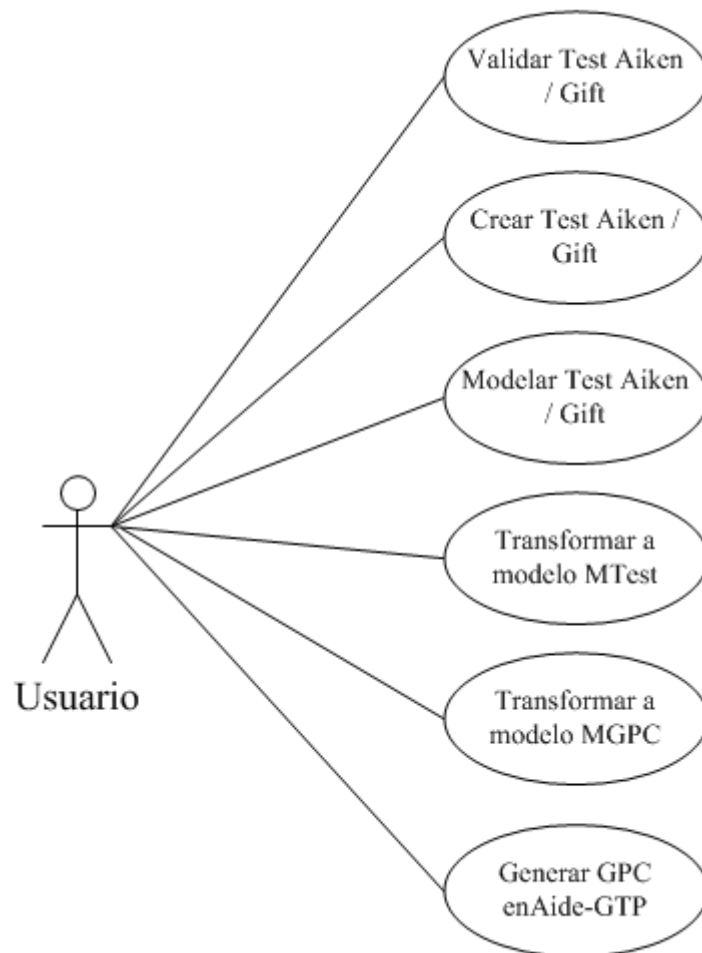 Validar Test Aiken
/ Gift
Crear Test Aiken /
Gift
Modelar Test Aiken
/ Gift
Transformar a
modelo MTest
Usuario
Transformar a
modelo MGPC
Generar GPC
enAide-GTP